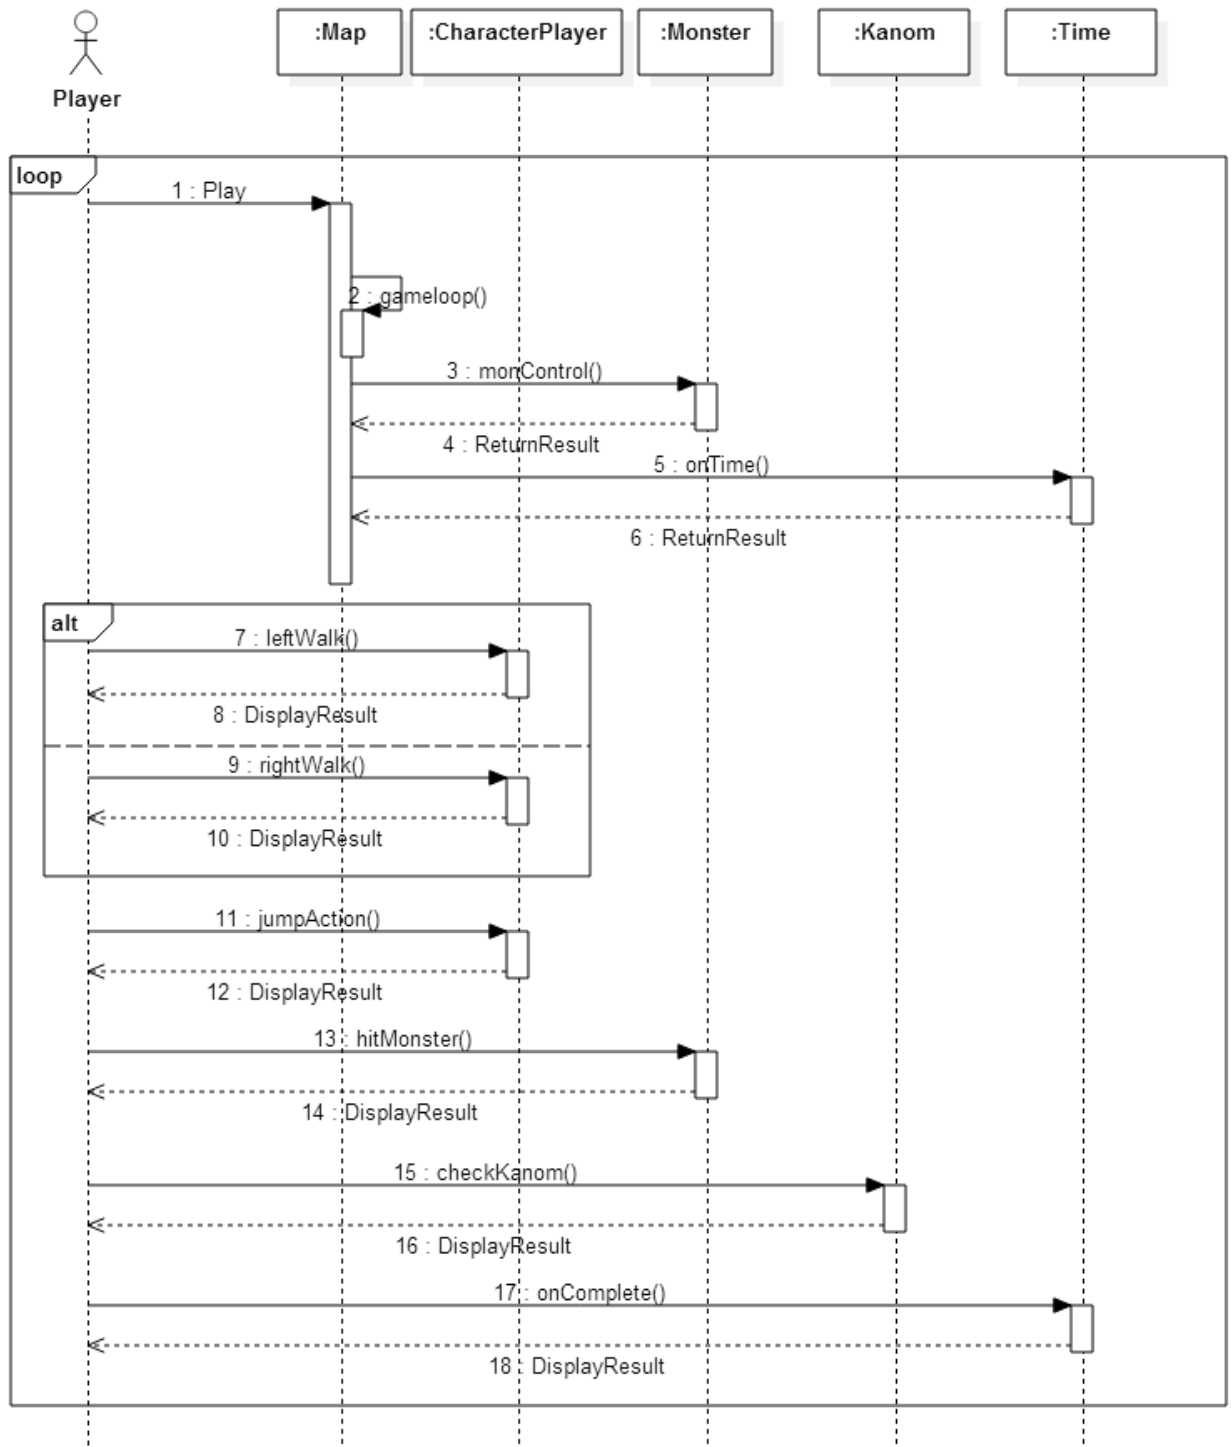 :Map
:CharacterPlayer
:Monster
:Kanom
:Time
Player
loop
1 : Play
2 : gameloop()
3 : monControl()
4 : ReturnResult
5 : onTime()
6 : ReturnResult
alt
7 : leftWalk()
8 : DisplayResult
9 : rightWalk()
10 : DisplayResult
11 : jumpAction()
12 : DisplayResult
13 : hitMonster()
14 : DisplayResult
15 : checkKanom()
16 : DisplayResult
17 : onComplete()
18 : DisplayResult